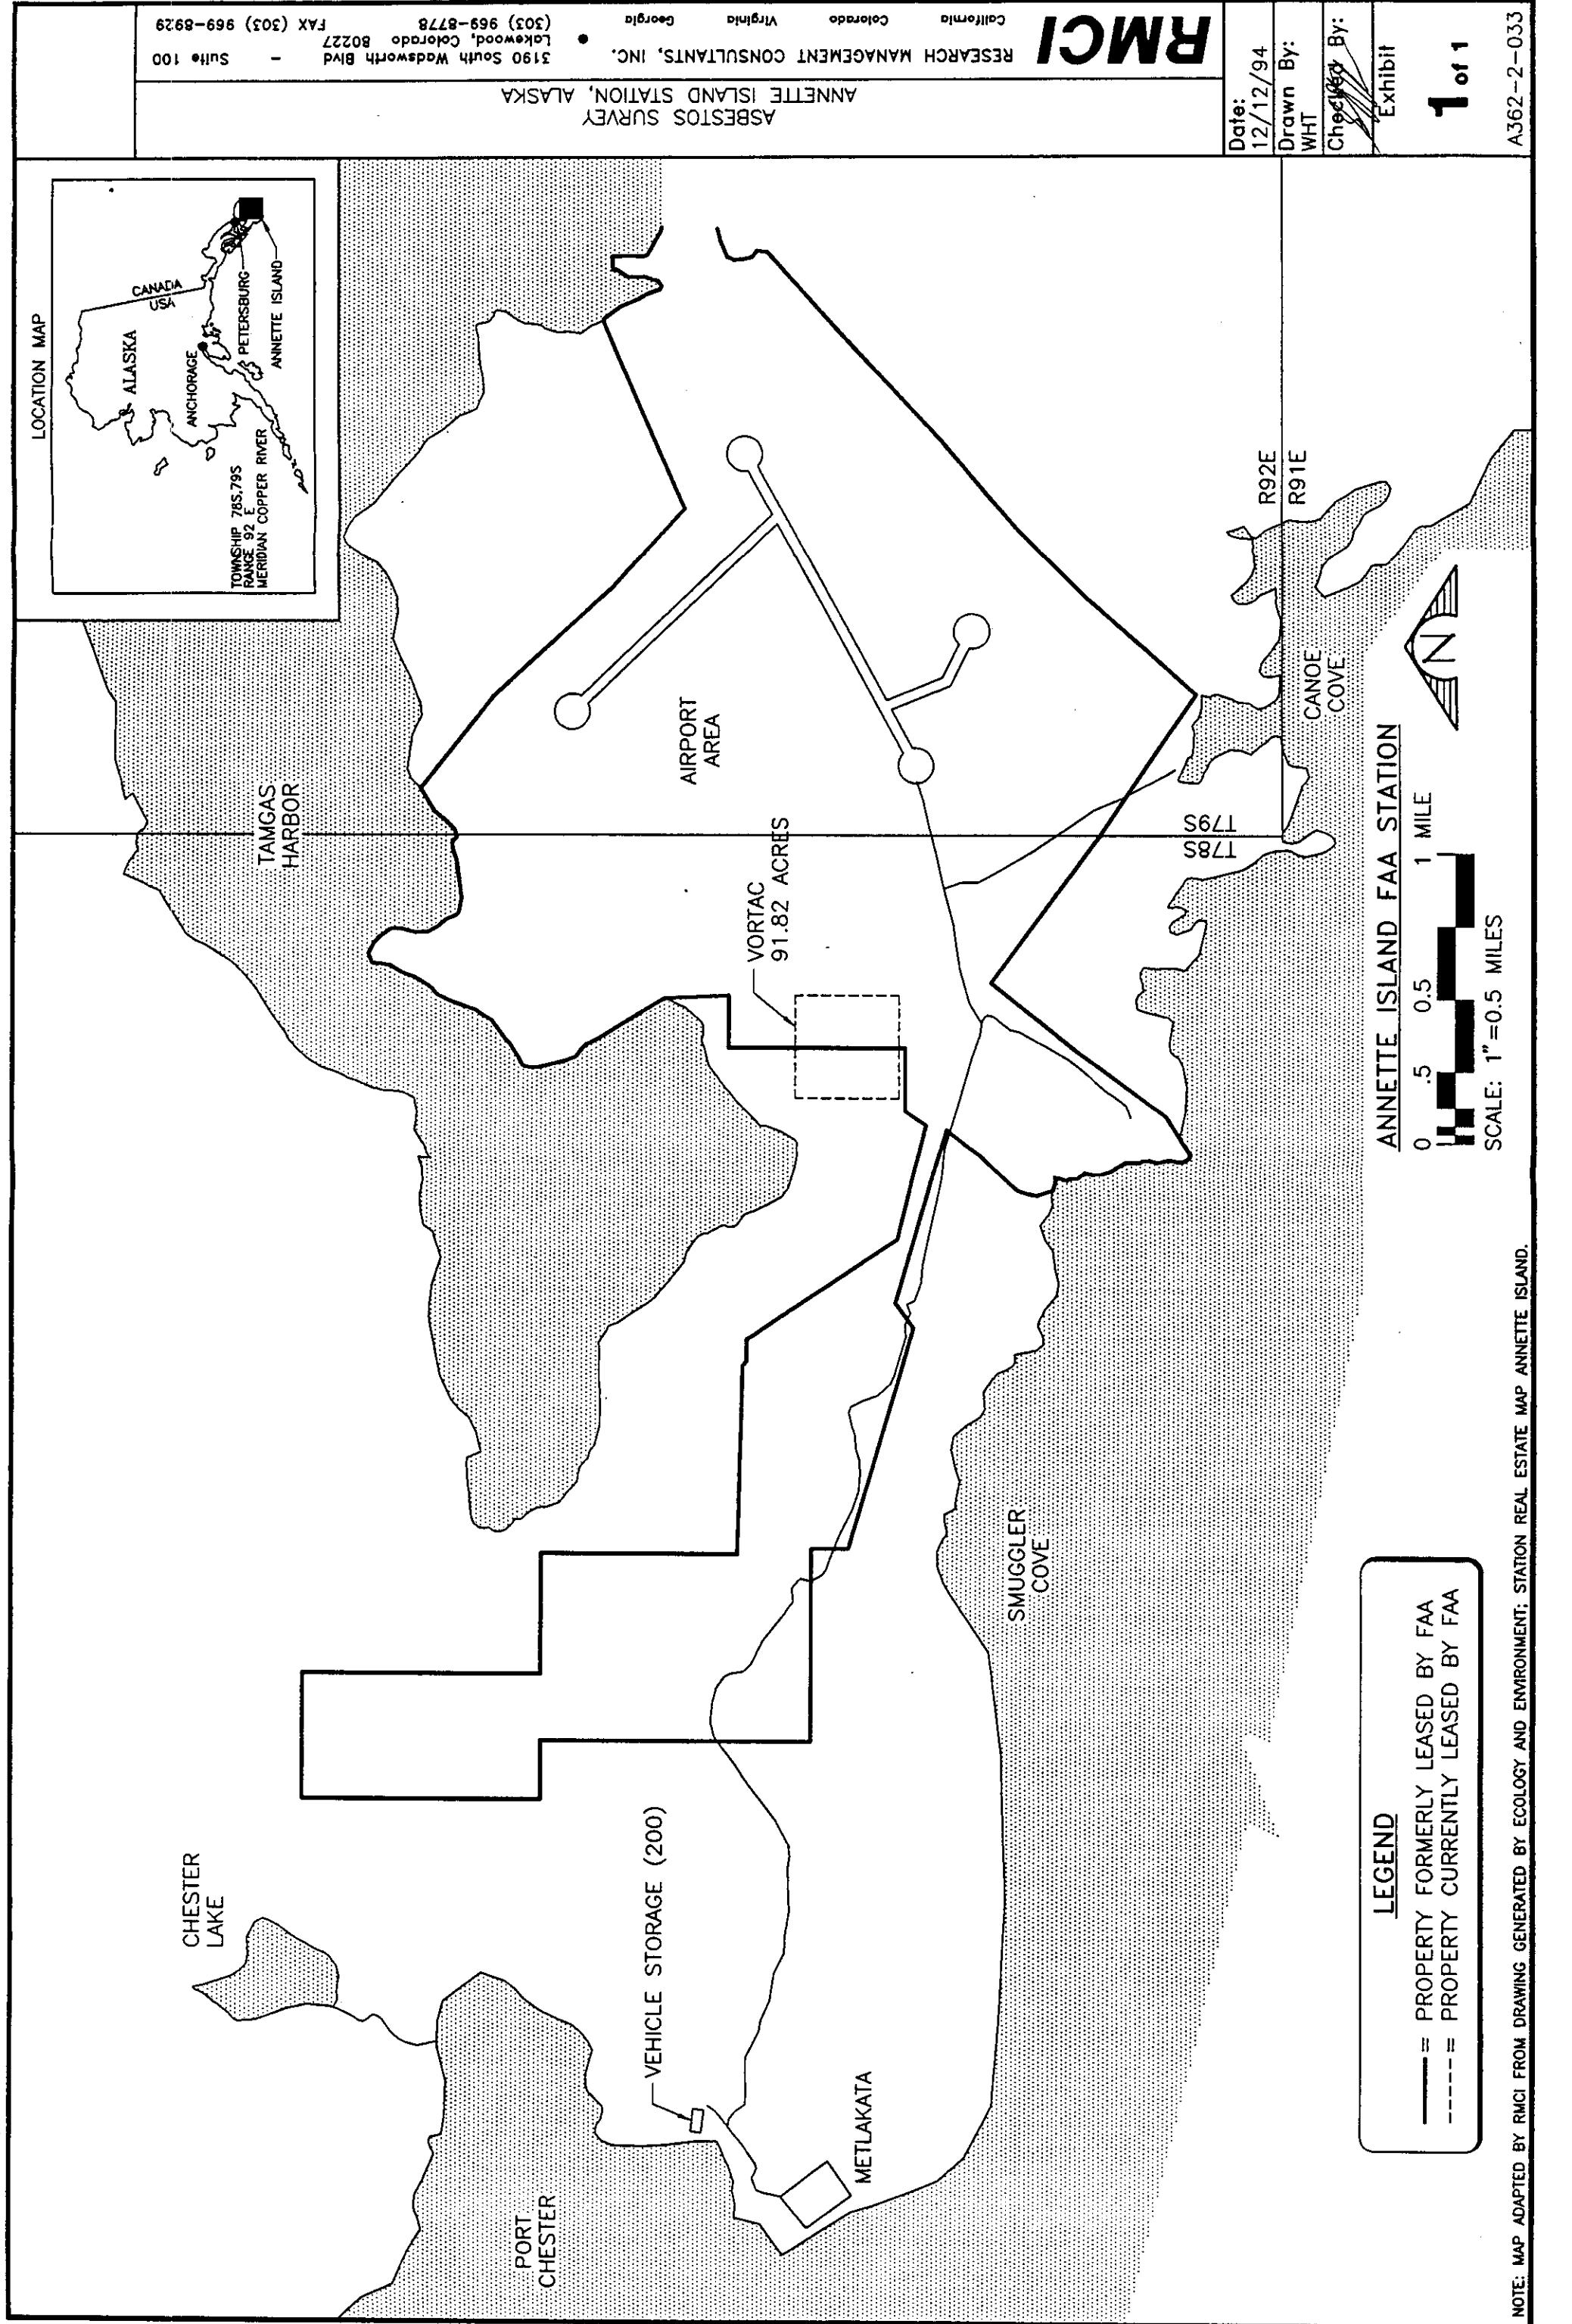 LOCATION MAP
CANADA
USA
ALASKA
ANCHORAGE
PETERSBURG
ANNETTE ISLAND
TOWNSHIP 78S,79S
RANGE 92 E
MERIDIAN COPPER RIVER
TAMGAS
HARBOR
AIRPORT
AREA
VORTAC
91.82 ACRES
CHESTER
LAKE
PORT
CHESTER
VEHICLE STORAGE (200)
METLAKATA
SMUGGLER
COVE
CANOE
COVE
T78S
T79S
R92E
R91E
N
ANNETTE ISLAND FAA STATION
0 .5 0.5 1 MILE
SCALE: 1"=0.5 MILES
LEGEND
= PROPERTY FORMERLY LEASED BY FAA
= PROPERTY CURRENTLY LEASED BY FAA
NOTE: MAP ADAPTED BY RMCI FROM DRAWING GENERATED BY ECOLOGY AND ENVIRONMENT; STATION REAL ESTATE MAP ANNETTE ISLAND.
ASBESTOS SURVEY
ANNETTE ISLAND STATION, ALASKA
RMCI
RESEARCH MANAGEMENT CONSULTANTS, INC.
California Colorado Virginia Georgia
3190 South Wadsworth Blvd - Suite 100
Lakewood, Colorado 80227
(303) 969-8778 FAX (303) 969-8929
Date:
12/12/94
Drawn By:
WHT
Checked By:
Exhibit
1 of 1
A362-2-033